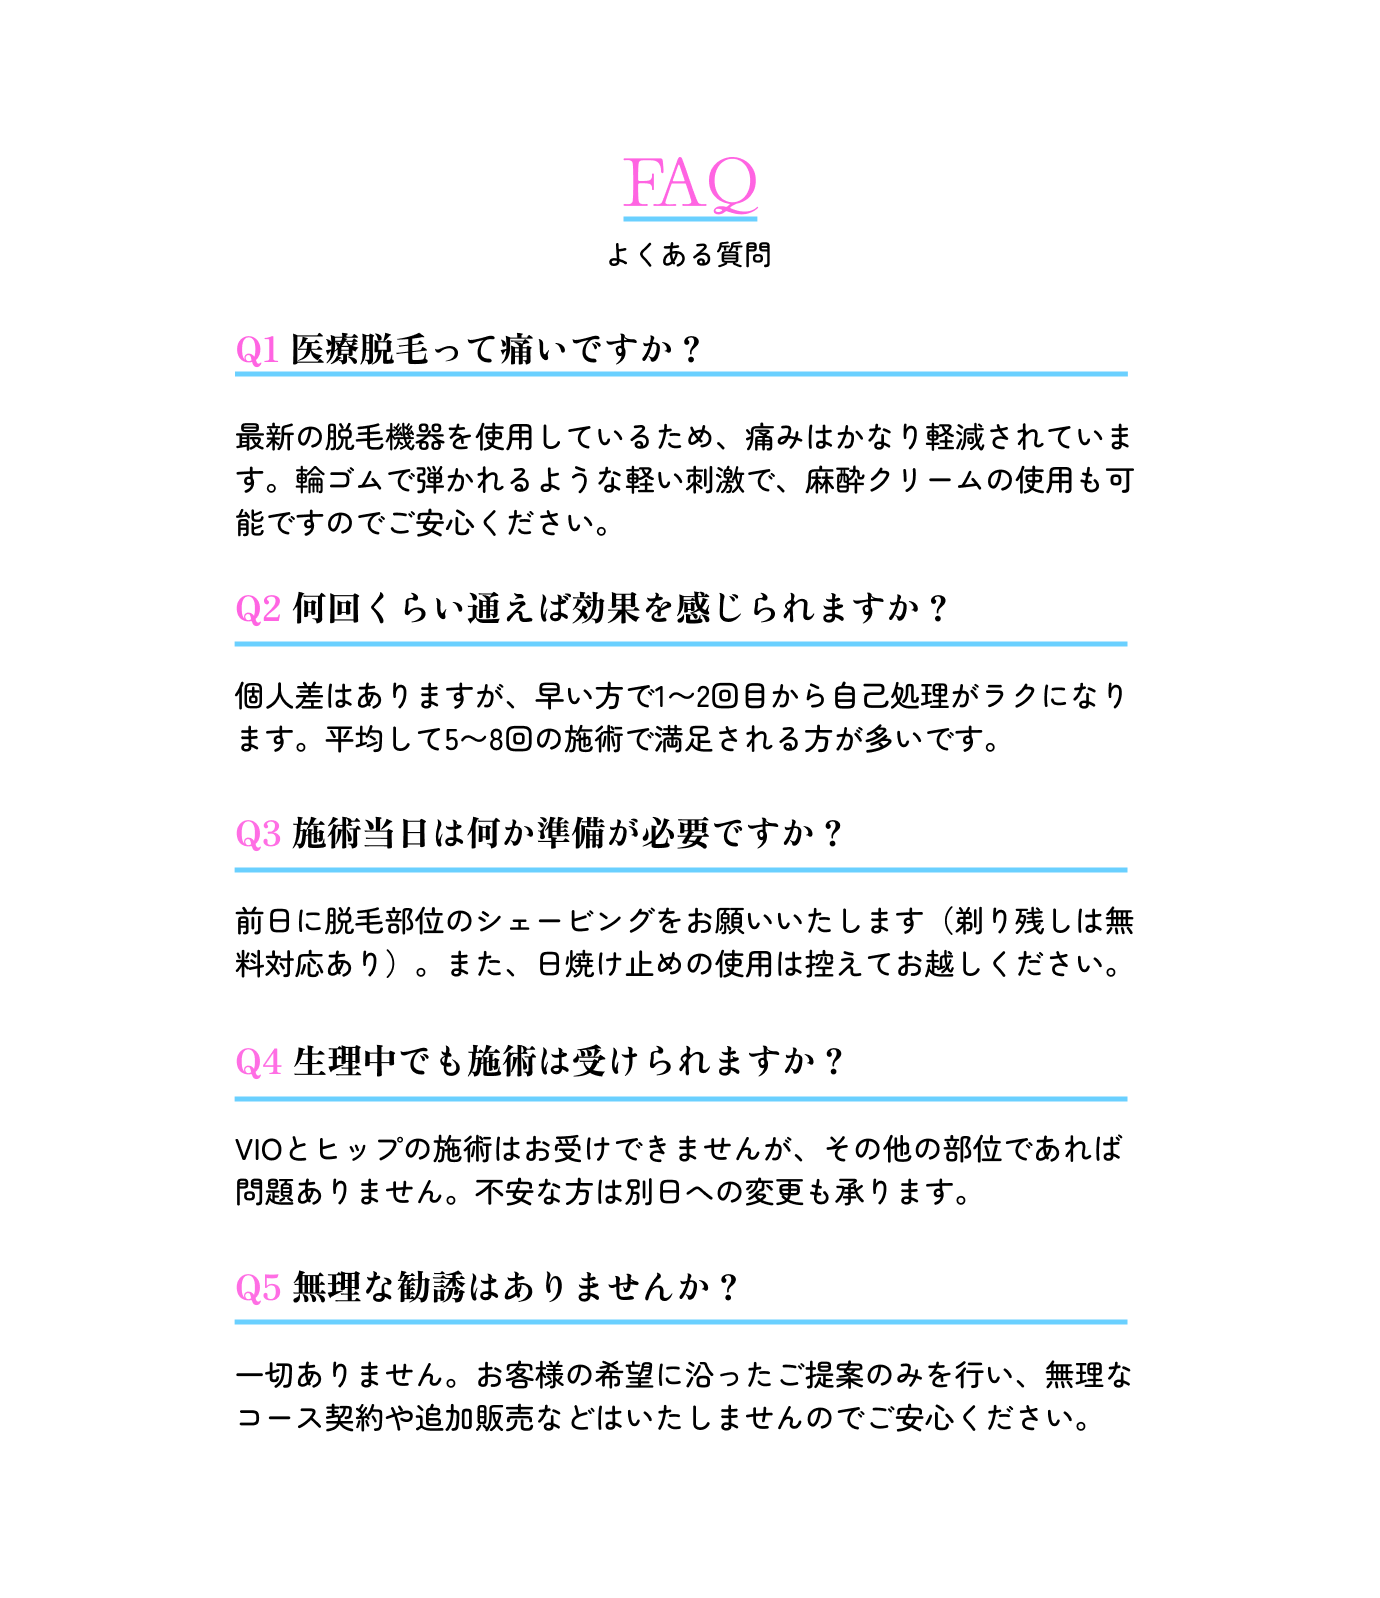 FAQ
よくある質問
Q1 医療脱毛って痛いですか？
最新の脱毛機器を使用しているため、痛みはかなり軽減されていま
す。輪ゴムで弾かれるような軽い刺激で、麻酔クリームの使用も可
能ですのでご安心ください。
Q2 何回くらい通えば効果を感じられますか？
個人差はありますが、早い方で1〜2回目から自己処理がラクになり
ます。平均して5〜8回の施術で満足される方が多いです。
Q3 施術当日は何か準備が必要ですか？
前日に脱毛部位のシェービングをお願いいたします（剃り残しは無
料対応あり）。また、日焼け止めの使用は控えてお越しください。
Q4 生理中でも施術は受けられますか？
VIOとヒップの施術はお受けできませんが、その他の部位であれば
問題ありません。不安な方は別日への変更も承ります。
Q5 無理な勧誘はありませんか？
一切ありません。お客様の希望に沿ったご提案のみを行い、無理な
コース契約や追加販売などはいたしませんのでご安心ください。